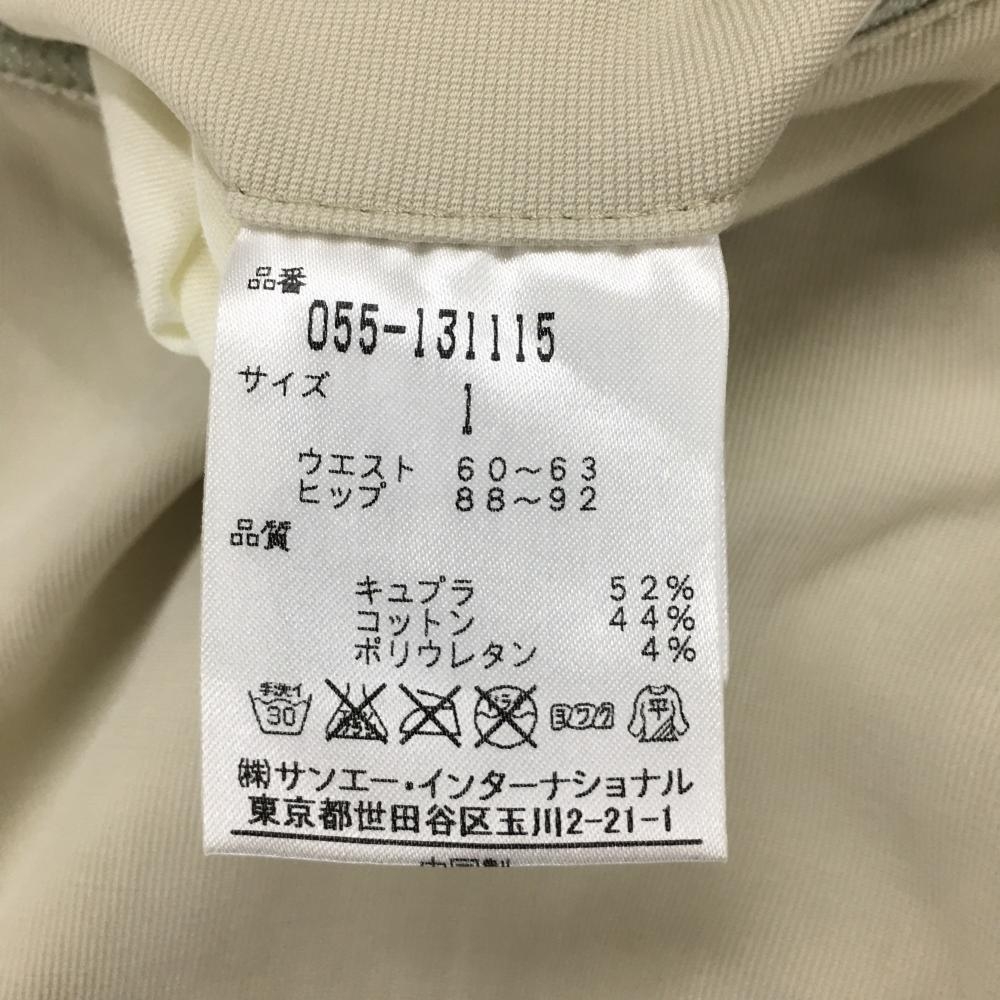 品番
055-131115
サイズ
1
ウエスト 60～63
ヒップ 88～92
品質
キュプラ 52%
コットン 44%
ポリウレタン 4%
手洗イ 30 ヨワク 平
㈱サンエー・インターナショナル
東京都世田谷区玉川2-21-1